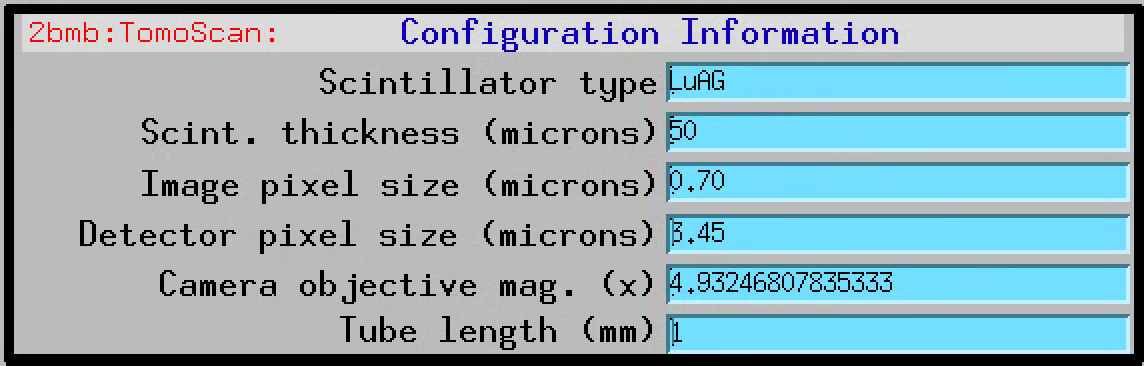 2bmb:TomoScan: Configuration Information
Scintillator type LuAG
Scint. thickness (microns) 50
Image pixel size (microns) 0.70
Detector pixel size (microns) 3.45
Camera objective mag. (x) 4.93246807835333
Tube length (mm) 1